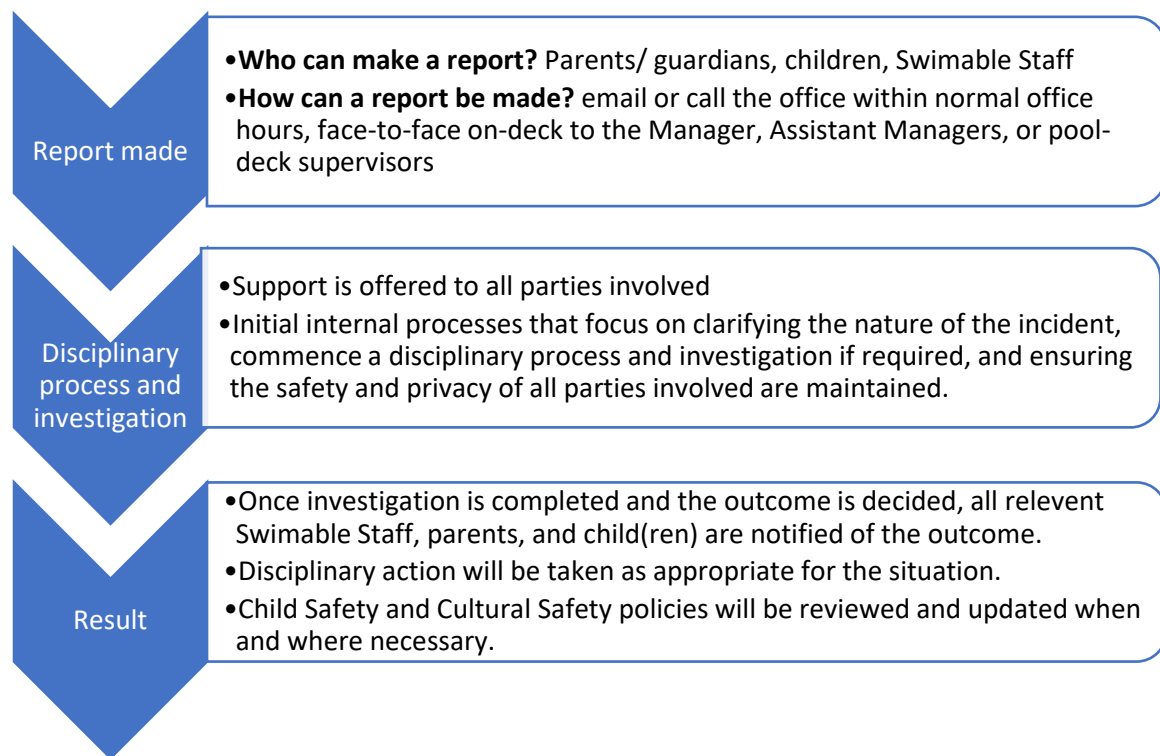 Report made
•Who can make a report? Parents/ guardians, children, Swimable Staff
•How can a report be made? email or call the office within normal office
hours, face-to-face on-deck to the Manager, Assistant Managers, or pool-
deck supervisors
Disciplinary
process and
investigation
•Support is offered to all parties involved
•Initial internal processes that focus on clarifying the nature of the incident,
commence a disciplinary process and investigation if required, and ensuring
the safety and privacy of all parties involved are maintained.
Result
•Once investigation is completed and the outcome is decided, all relevent
Swimable Staff, parents, and child(ren) are notified of the outcome.
•Disciplinary action will be taken as appropriate for the situation.
•Child Safety and Cultural Safety policies will be reviewed and updated when
and where necessary.